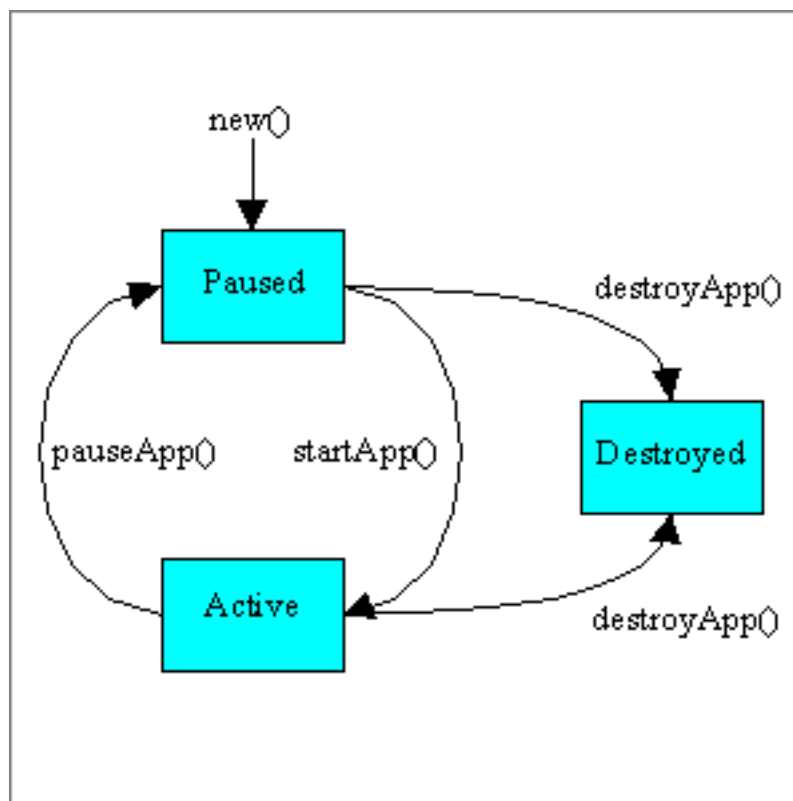 new()
Paused
destroyApp()
pauseApp()
startApp()
Destroyed
Active
destroyApp()